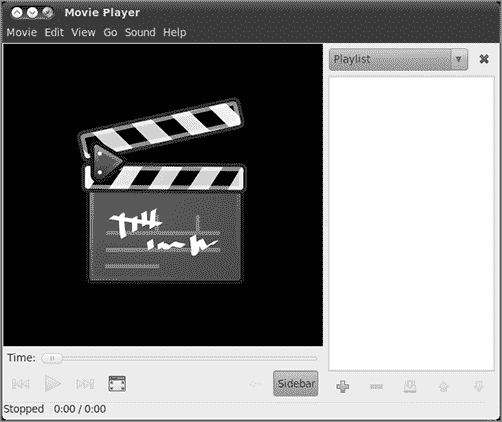 Movie Player
Movie Edit View Go Sound Help
Playlist
Time:
Sidebar
Stopped 0:00 / 0:00